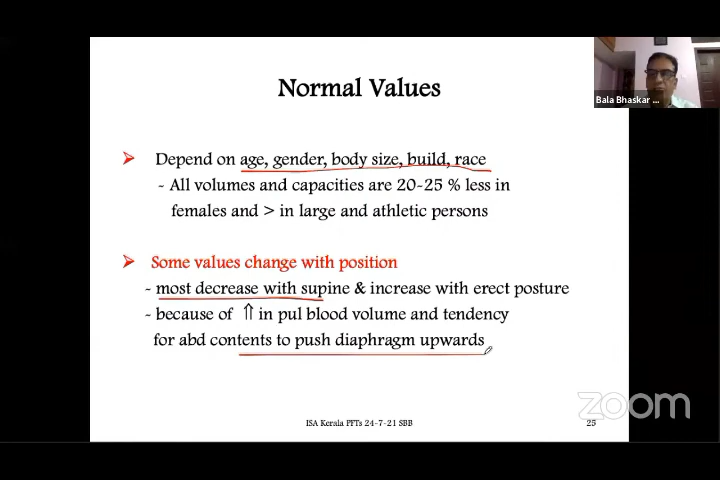 Normal Values
Bala Bhaskar ...
➢ Depend on age, gender, body size, build, race
- All volumes and capacities are 20-25 % less in
females and > in large and athletic persons
➢ Some values change with position
- most decrease with supine & increase with erect posture
- because of ⇑ in pul blood volume and tendency
for abd contents to push diaphragm upwards
zoom
ISA Kerala PFTs 24-7-21 SBB
25